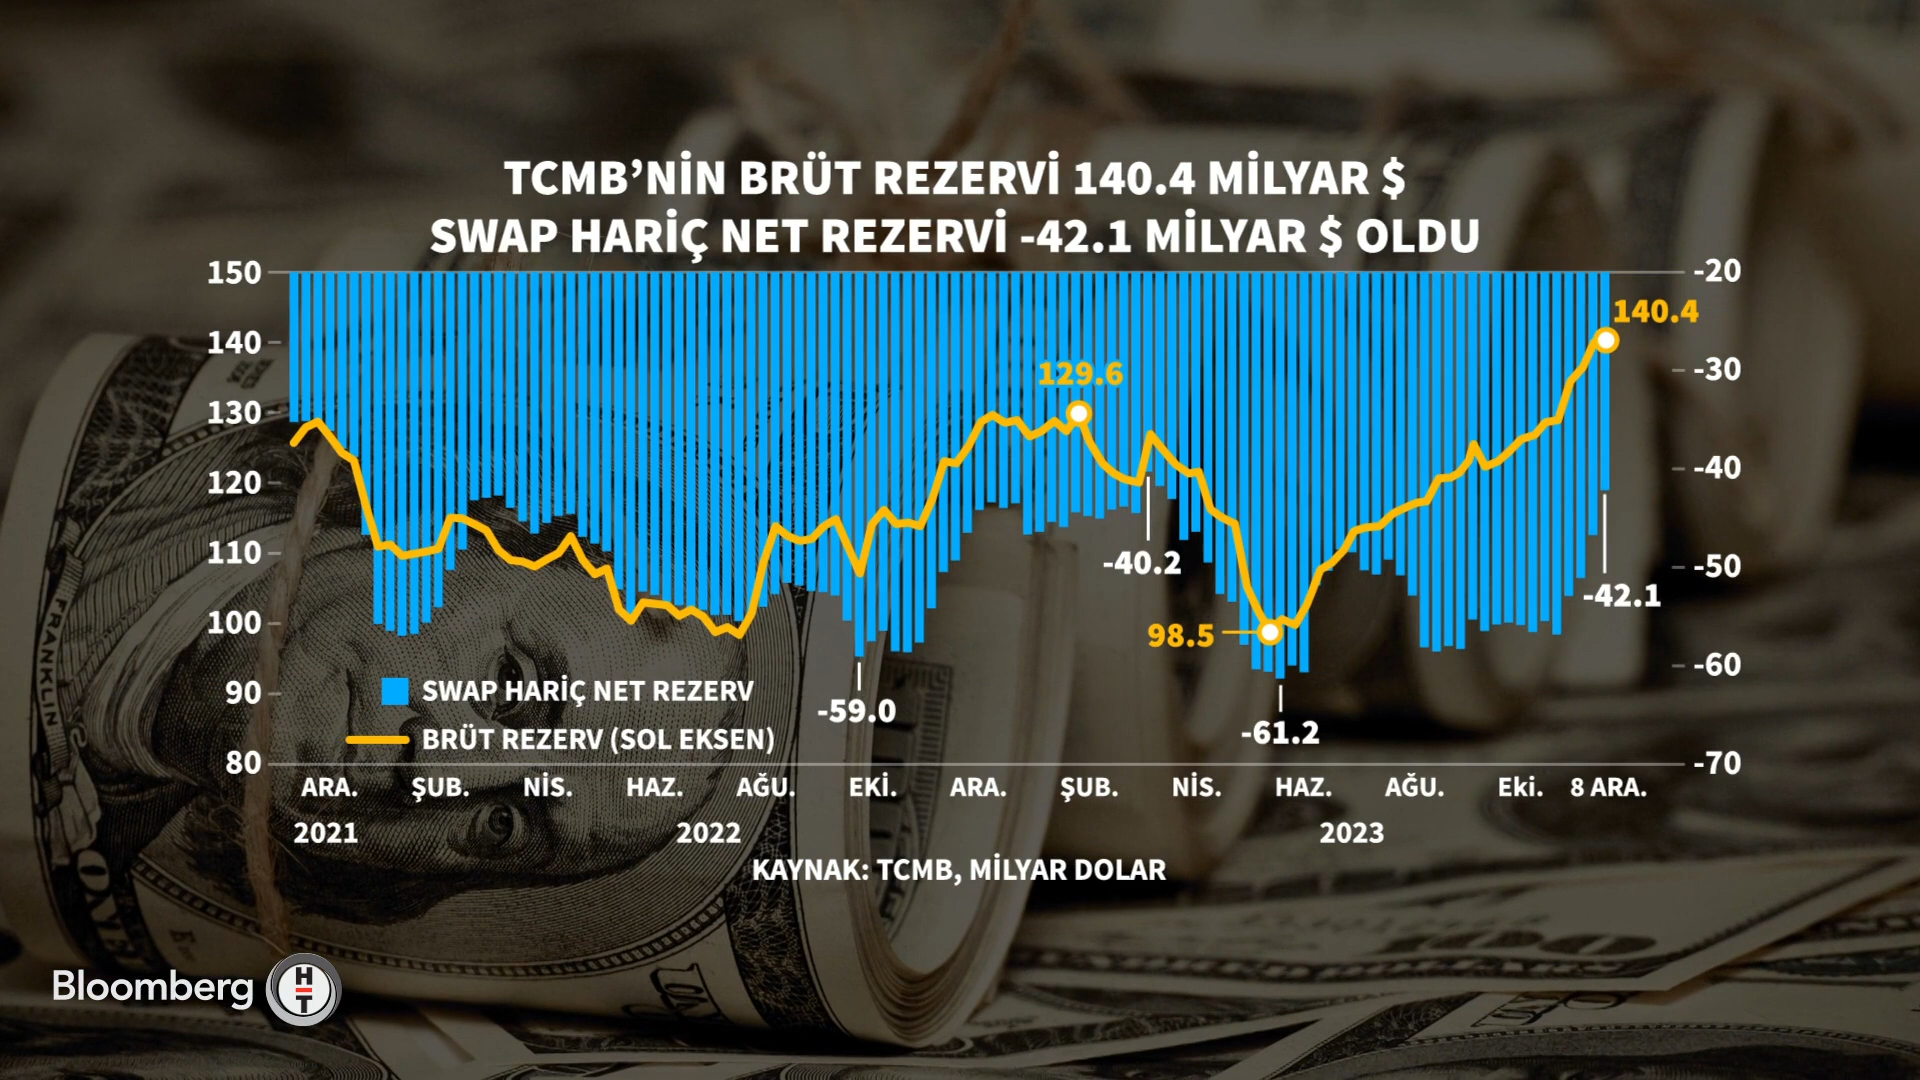 TCMB’NİN BRÜT REZERVİ 140.4 MİLYAR $
SWAP HARİÇ NET REZERVİ -42.1 MİLYAR $ OLDU
150
140
130
120
110
100
90
80
-20
-30
-40
-50
-60
-70
140.4
129.6
-40.2
-42.1
98.5
-59.0
-61.2
SWAP HARİÇ NET REZERV
BRÜT REZERV (SOL EKSEN)
ARA. ŞUB. NİS. HAZ. AĞU. EKİ. ARA. ŞUB. NİS. HAZ. AĞU. Eki. 8 ARA.
2021 2022 2023
KAYNAK: TCMB, MİLYAR DOLAR
Bloomberg HT
FRANKLIN
100